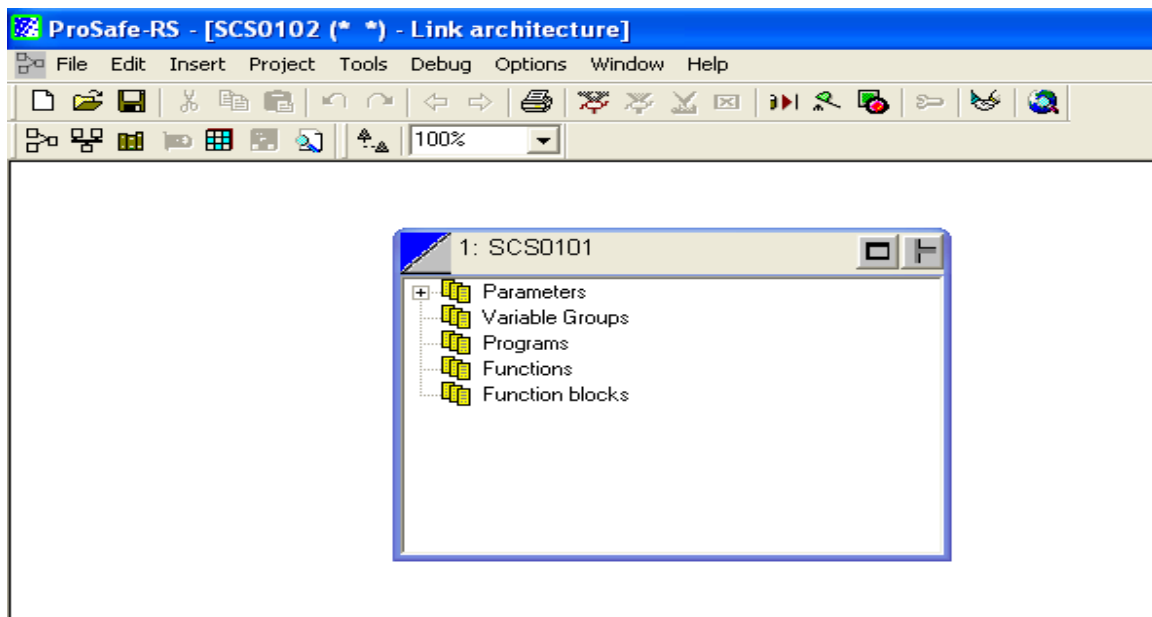 ProSafe-RS - [SCS0102 (* *) - Link architecture]
File Edit Insert Project Tools Debug Options Window Help
100%
1: SCS0101
Parameters
Variable Groups
Programs
Functions
Function blocks